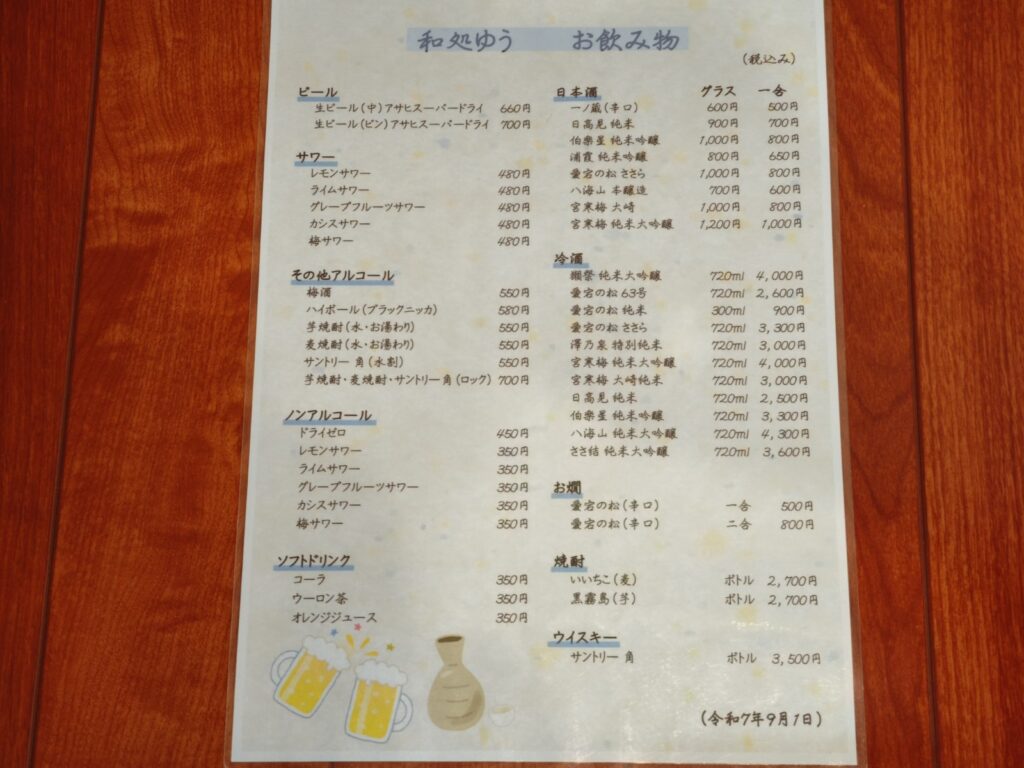 和処ゆう　お飲み物
(税込み)
ビール
生ビール(中)アサヒスーパードライ 660円
生ビール(ビン)アサヒスーパードライ 700円
サワー
レモンサワー 480円
ライムサワー 480円
グレープフルーツサワー 480円
カシスサワー 480円
梅サワー 480円
その他アルコール
梅酒 550円
ハイボール(ブラックニッカ) 580円
芋焼酎(水・お湯わり) 550円
麦焼酎(水・お湯わり) 550円
サントリー 角(水割) 550円
芋焼酎・麦焼酎・サントリー角(ロック) 700円
ノンアルコール
ドライゼロ 450円
レモンサワー 350円
ライムサワー 350円
グレープフルーツサワー 350円
カシスサワー 350円
梅サワー 350円
ソフトドリンク
コーラ 350円
ウーロン茶 350円
オレンジジュース 350円
日本酒 グラス 一合
一ノ蔵(辛口) 600円 500円
日高見 純米 900円 700円
伯楽星 純米吟醸 1,000円 800円
浦霞 純米吟醸 800円 650円
愛宕の松 ささら 1,000円 800円
八海山 本醸造 700円 600円
宮寒梅 大崎 1,000円 800円
宮寒梅 純米大吟醸 1,200円 1,000円
冷酒
獺祭 純米大吟醸 720ml 4,000円
愛宕の松 63号 720ml 2,600円
愛宕の松 純米 300ml 900円
愛宕の松 ささら 720ml 3,300円
澤乃泉 特別純米 720ml 3,000円
宮寒梅 純米大吟醸 720ml 4,000円
宮寒梅 大崎純米 720ml 3,000円
日高見 純米 720ml 2,500円
伯楽星 純米吟醸 720ml 3,300円
八海山 純米大吟醸 720ml 4,300円
ささ結 純米大吟醸 720ml 3,600円
お燗
愛宕の松(辛口) 一合 500円
愛宕の松(辛口) 二合 800円
焼酎
いいちこ(麦) ボトル 2,700円
黒霧島(芋) ボトル 2,700円
ウイスキー
サントリー 角 ボトル 3,500円
(令和7年9月1日)